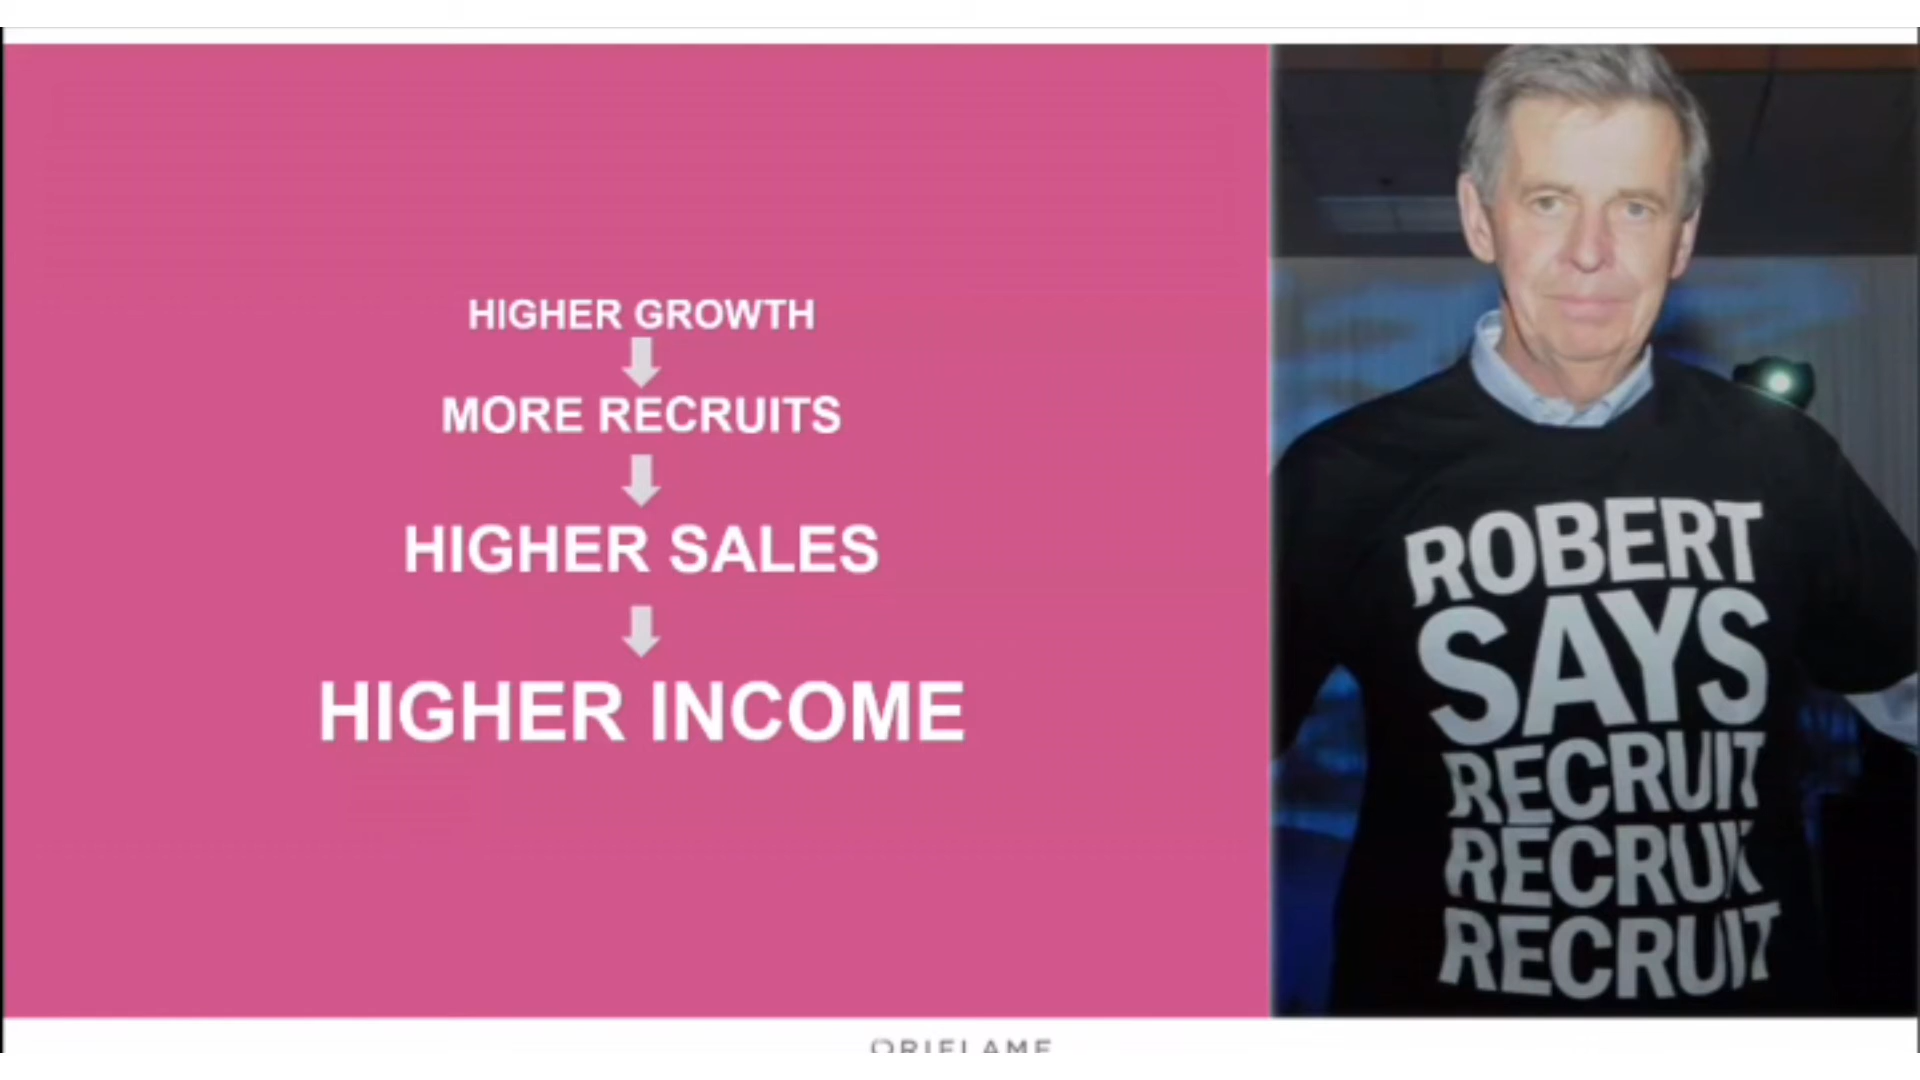 HIGHER GROWTH
MORE RECRUITS
HIGHER SALES
HIGHER INCOME
ROBERT
SAYS
RECRUIT
RECRUIT
RECRUIT
ORIFLAME